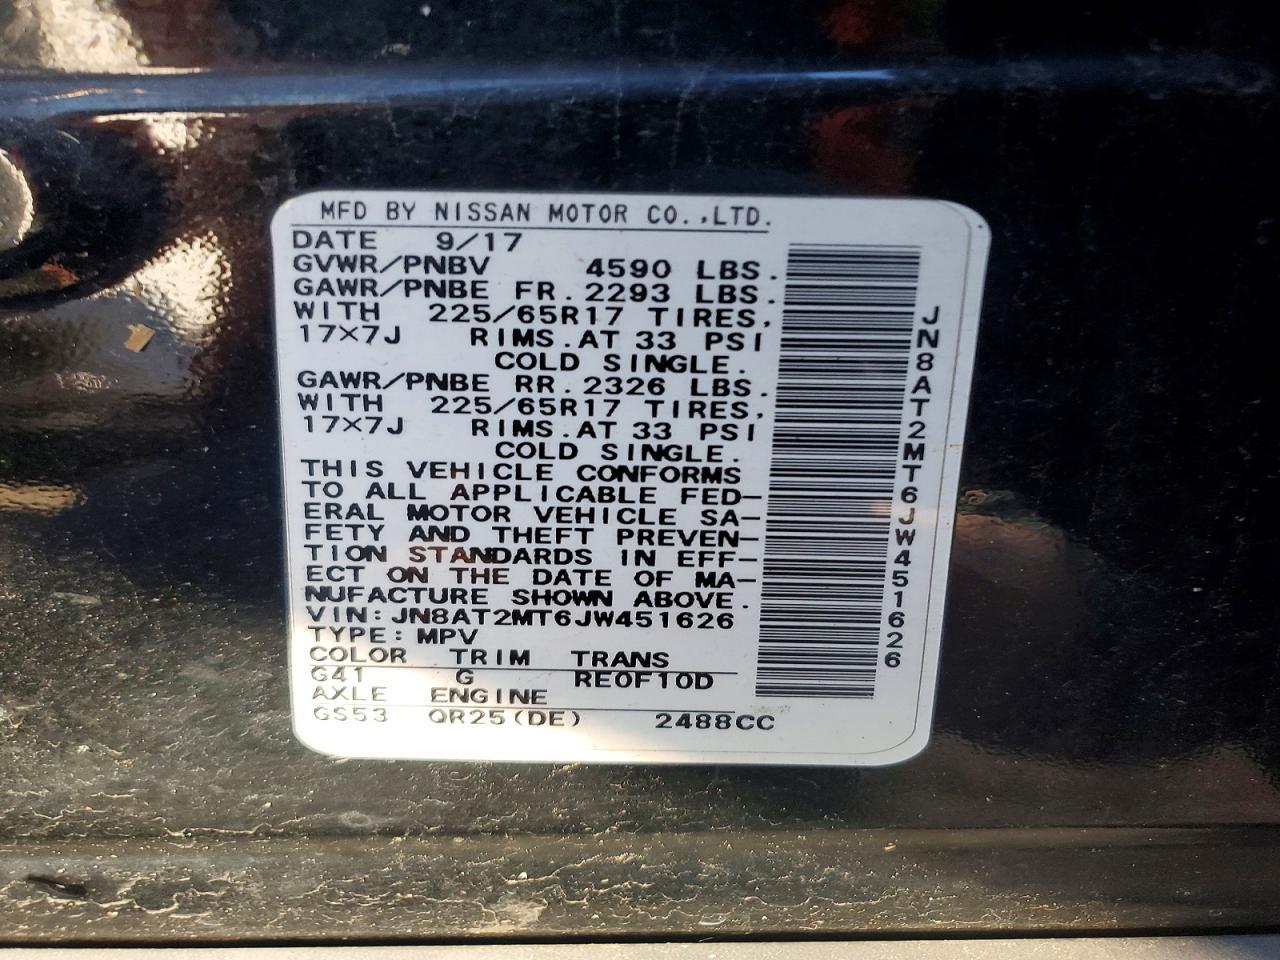 MFD BY NISSAN MOTOR CO.,LTD.
DATE 9/17
GVWR/PNBV 4590 LBS.
GAWR/PNBE FR. 2293 LBS.
WITH 225/65R17 TIRES,
17×7J RIMS. AT 33 PSI
COLD SINGLE.
GAWR/PNBE RR. 2326 LBS.
WITH 225/65R17 TIRES,
17×7J RIMS. AT 33 PSI
COLD SINGLE.
THIS VEHICLE CONFORMS
TO ALL APPLICABLE FED-
ERAL MOTOR VEHICLE SA-
FETY AND THEFT PREVEN-
TION STANDARDS IN EFF-
ECT ON THE DATE OF MA-
NUFACTURE SHOWN ABOVE.
VIN: JN8AT2MT6JW451626
TYPE: MPV
COLOR TRIM TRANS
G41 G RE0F10D
AXLE ENGINE
GS53 QR25(DE) 2488CC
JN8AT2MT6JW451626